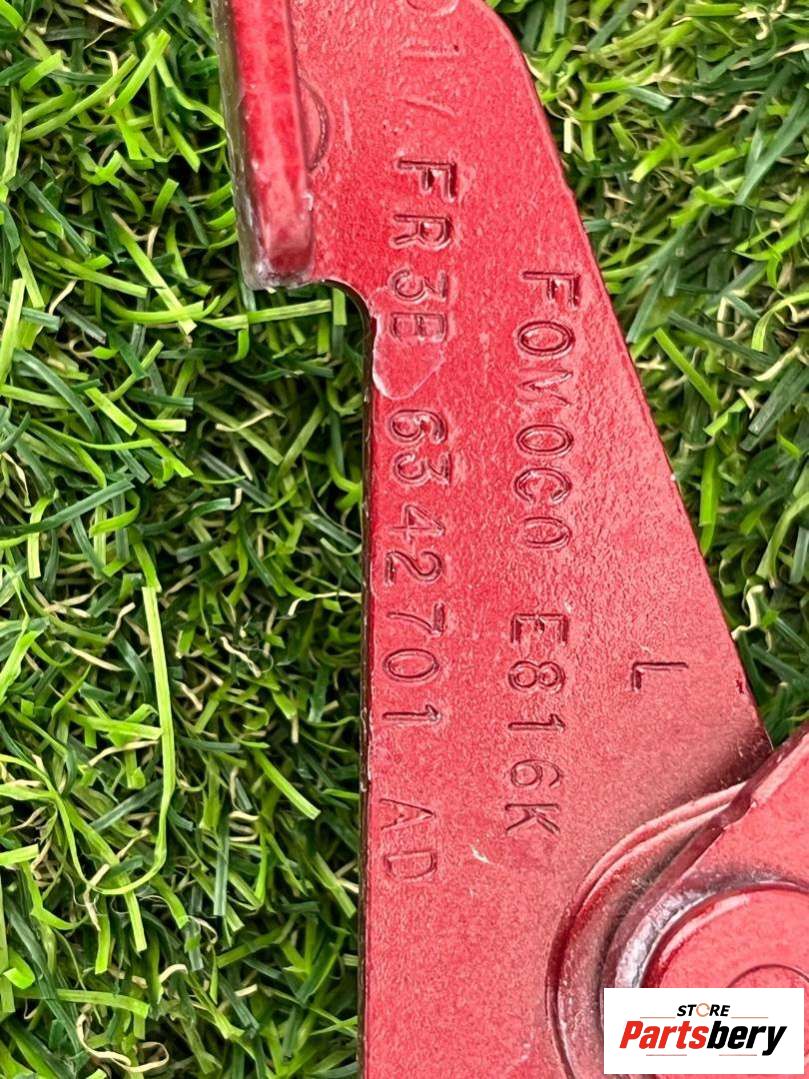 FR3B 6342701 AD
FOMOCO E816K
L
STORE
Partsbery